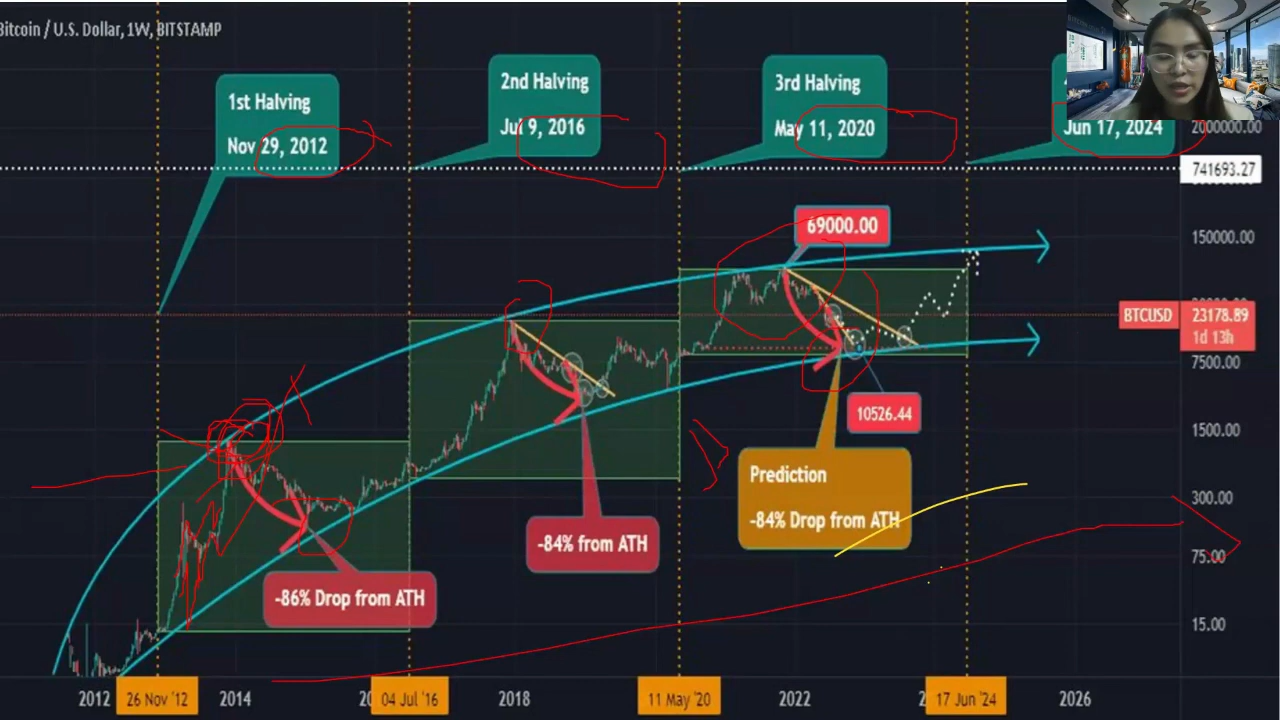 Bitcoin / U.S. Dollar, 1W, BITSTAMP
1st Halving
Nov 29, 2012
2nd Halving
Jul 9, 2016
3rd Halving
May 11, 2020
Jun 17, 2024
2000000.00
741693.27
69000.00
150000.00
BTCUSD
23178.89
1d 13h
7500.00
10526.44
1500.00
Prediction
-84% Drop from ATH
300.00
-84% from ATH
75.00
-86% Drop from ATH
15.00
2012
26 Nov '12
2014
04 Jul '16
2018
11 May '20
2022
17 Jun '24
2026